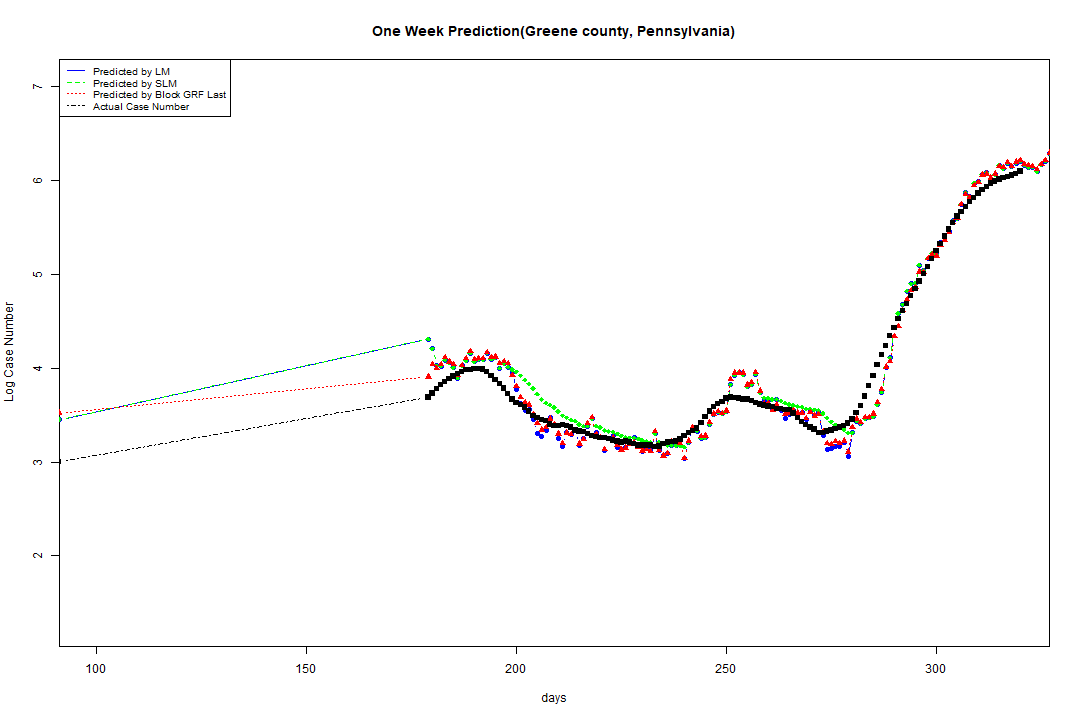 One Week Prediction(Greene county, Pennsylvania)
Predicted by LM
Predicted by SLM
Predicted by Block GRF Last
Actual Case Number
7
6
5
4
3
2
Log Case Number
100 150 200 250 300
days